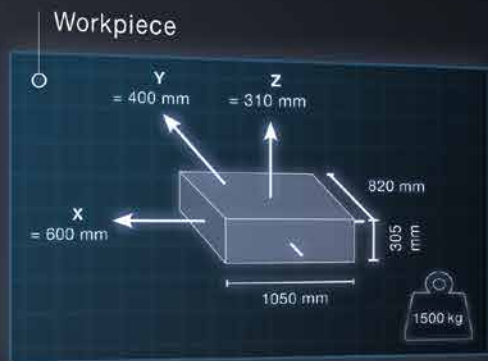 Workpiece
Y
= 400 mm
Z
= 310 mm
X
= 600 mm
820 mm
305
mm
1050 mm
1500 kg